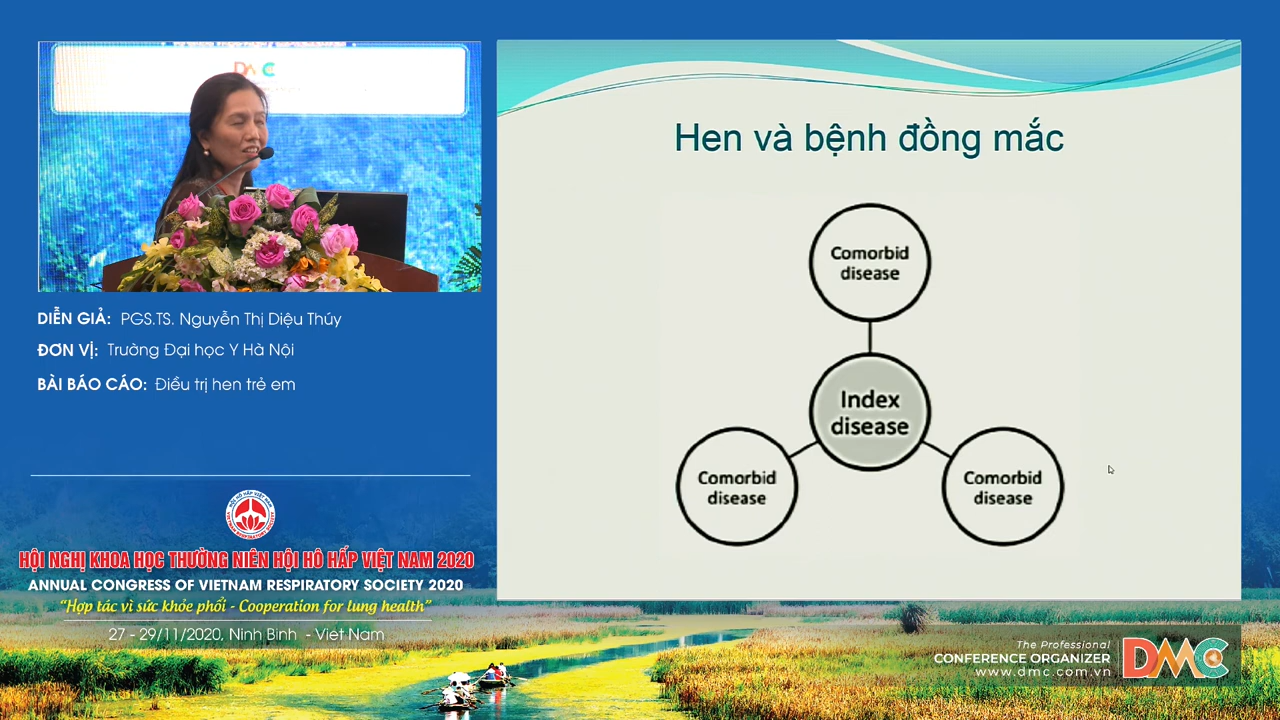 DMC
DIỄN GIẢ: PGS.TS. Nguyễn Thị Diệu Thúy
ĐƠN VỊ: Trường Đại học Y Hà Nội
BÀI BÁO CÁO: Điều trị hen trẻ em
HỘI NGHỊ KHOA HỌC THƯỜNG NIÊN HỘI HÔ HẤP VIỆT NAM 2020
ANNUAL CONGRESS OF VIETNAM RESPIRATORY SOCIETY 2020
“Hợp tác vì sức khỏe phổi - Cooperation for lung health”
27 - 29/11/2020, Ninh Bình - Việt Nam
Hen và bệnh đồng mắc
Comorbid
disease
Index
disease
Comorbid
disease
Comorbid
disease
The Professional
CONFERENCE ORGANIZER
www.dmc.com.vn
DMC